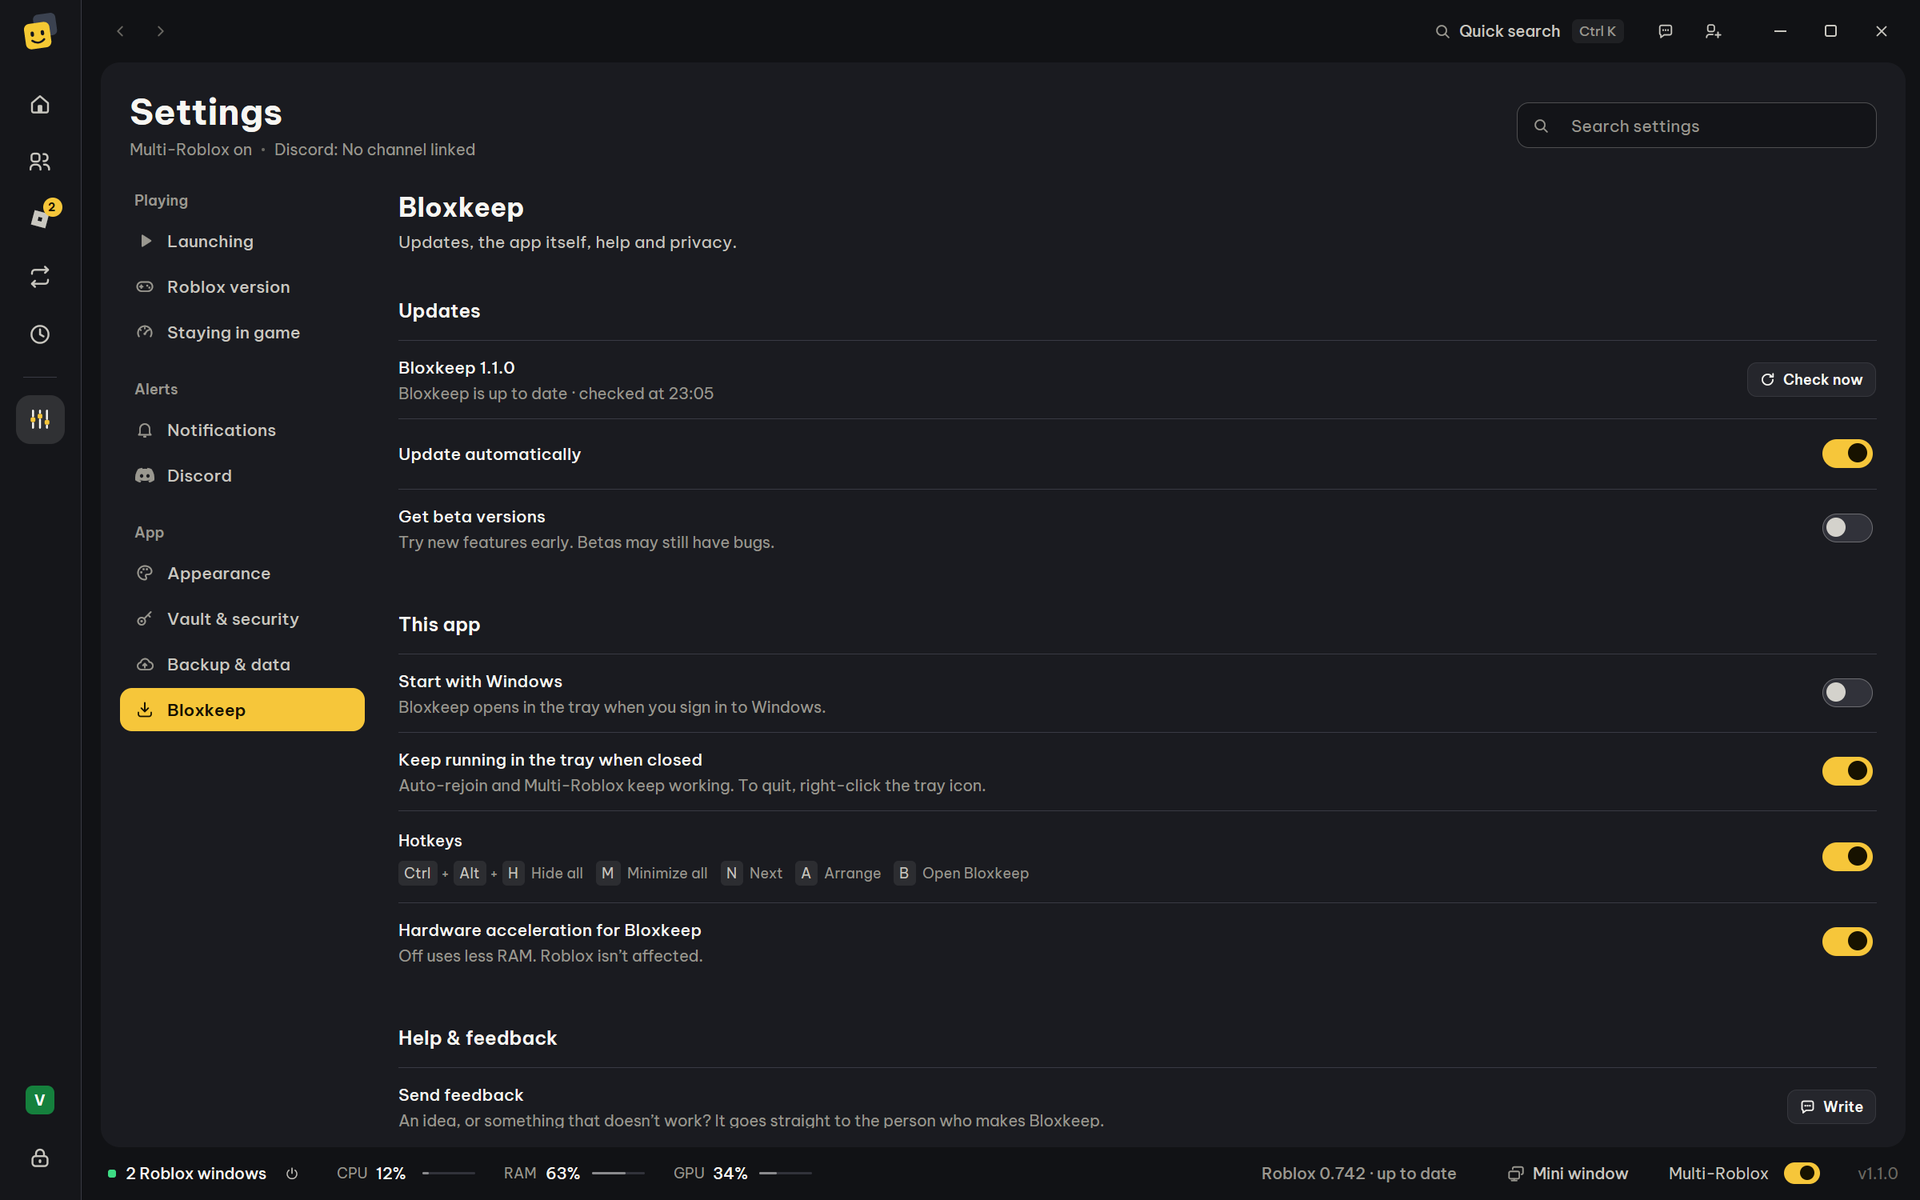 Quick search Ctrl K
Settings
Multi-Roblox on • Discord: No channel linked
Search settings
2
Playing
Launching
Roblox version
Staying in game
Alerts
Notifications
Discord
App
Appearance
Vault & security
Backup & data
Bloxkeep
Bloxkeep
Updates, the app itself, help and privacy.
Updates
Bloxkeep 1.1.0
Bloxkeep is up to date · checked at 23:05
Check now
Update automatically
Get beta versions
Try new features early. Betas may still have bugs.
This app
Start with Windows
Bloxkeep opens in the tray when you sign in to Windows.
Keep running in the tray when closed
Auto-rejoin and Multi-Roblox keep working. To quit, right-click the tray icon.
Hotkeys
Ctrl + Alt + H Hide all M Minimize all N Next A Arrange B Open Bloxkeep
Hardware acceleration for Bloxkeep
Off uses less RAM. Roblox isn't affected.
Help & feedback
Send feedback
An idea, or something that doesn't work? It goes straight to the person who makes Bloxkeep.
Write
V
2 Roblox windows CPU 12% RAM 63% GPU 34% Roblox 0.742 · up to date Mini window Multi-Roblox v1.1.0